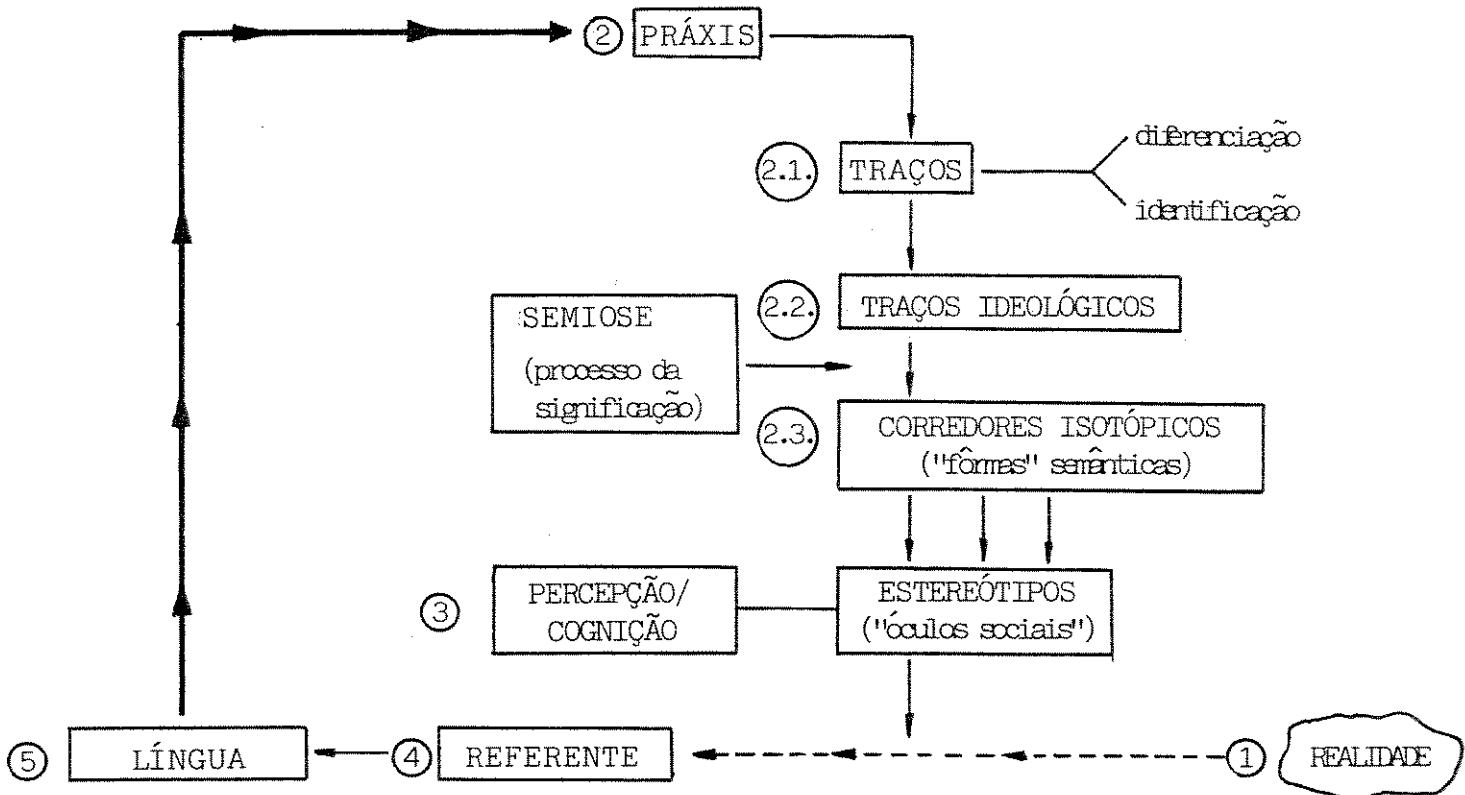 ② PRÁXIS
diferenciação
2.1. TRAÇOS
identificação
2.2. TRAÇOS IDEOLÓGICOS
SEMIOSE
(processo da
significação)
2.3. CORREDORES ISOTÓPICOS
("fôrmas" semânticas)
③ PERCEPÇÃO/
COGNIÇÃO
ESTEREÓTIPOS
("óculos sociais")
⑤ LÍNGUA
④ REFERENTE
① REALIDADE